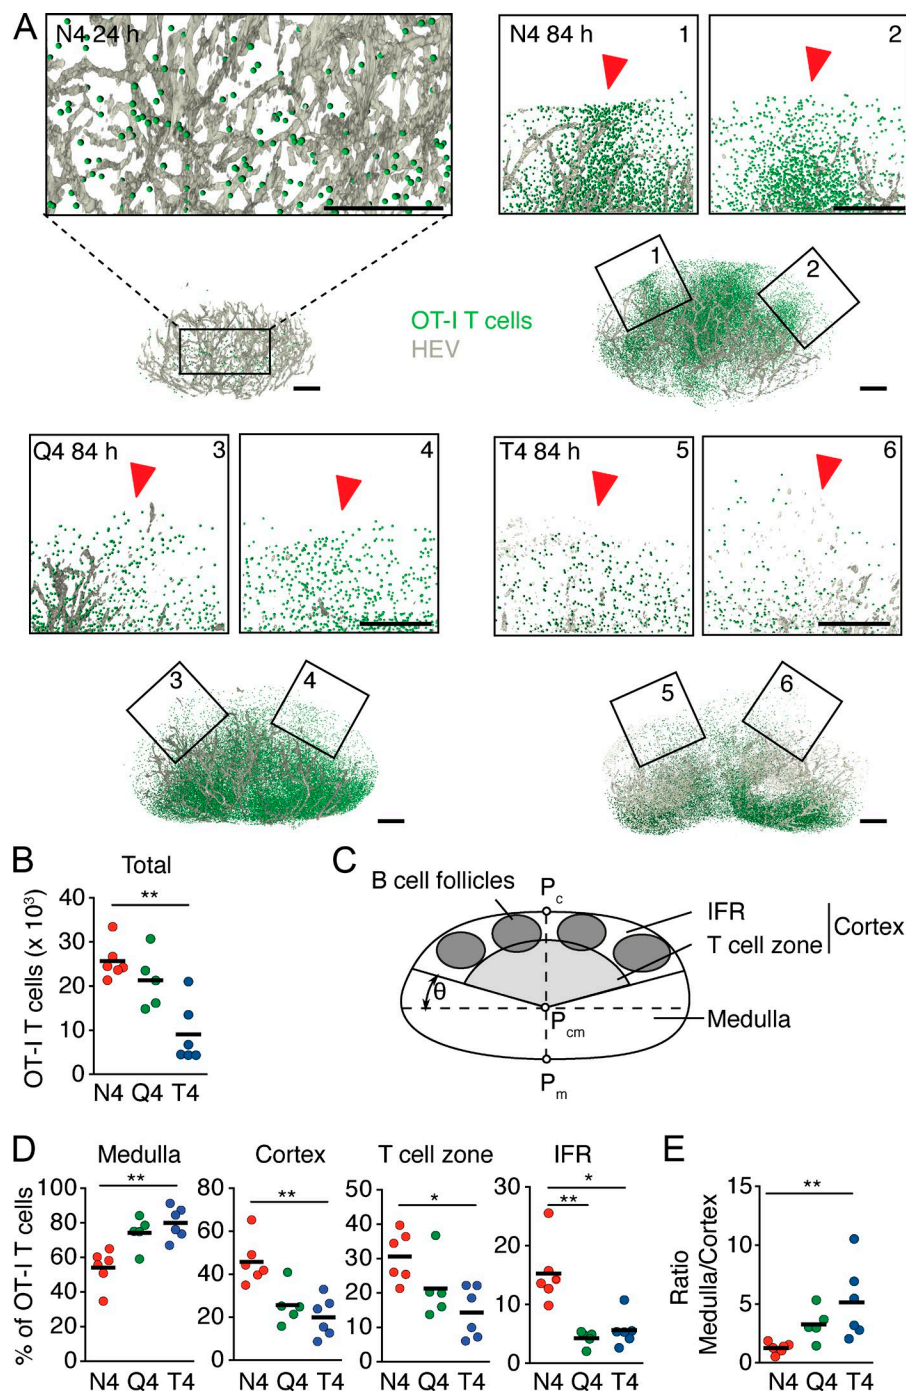 A
N4 24 h
N4 84 h 1
2
1
2
OT-I T cells
HEV
Q4 84 h 3
4
T4 84 h 5
6
3
4
5
6
B
Total
**
OT-I T cells (x 10³)
40
30
20
10
0
N4 Q4 T4
C
B cell follicles
Pc
IFR
Cortex
T cell zone
θ
Pcm
Medulla
Pm
D
% of OT-I T cells
Medulla
**
100
80
60
40
20
0
N4 Q4 T4
Cortex
**
80
60
40
20
0
N4 Q4 T4
T cell zone
*
50
40
30
20
10
0
N4 Q4 T4
IFR
*
**
30
20
10
0
N4 Q4 T4
E
Ratio
Medulla/Cortex
**
15
10
5
0
N4 Q4 T4